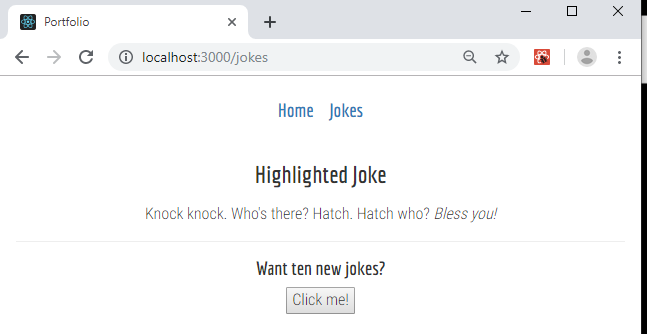 Portfolio
localhost:3000/jokes
Home Jokes
Highlighted Joke
Knock knock. Who's there? Hatch. Hatch who? Bless you!
Want ten new jokes?
Click me!